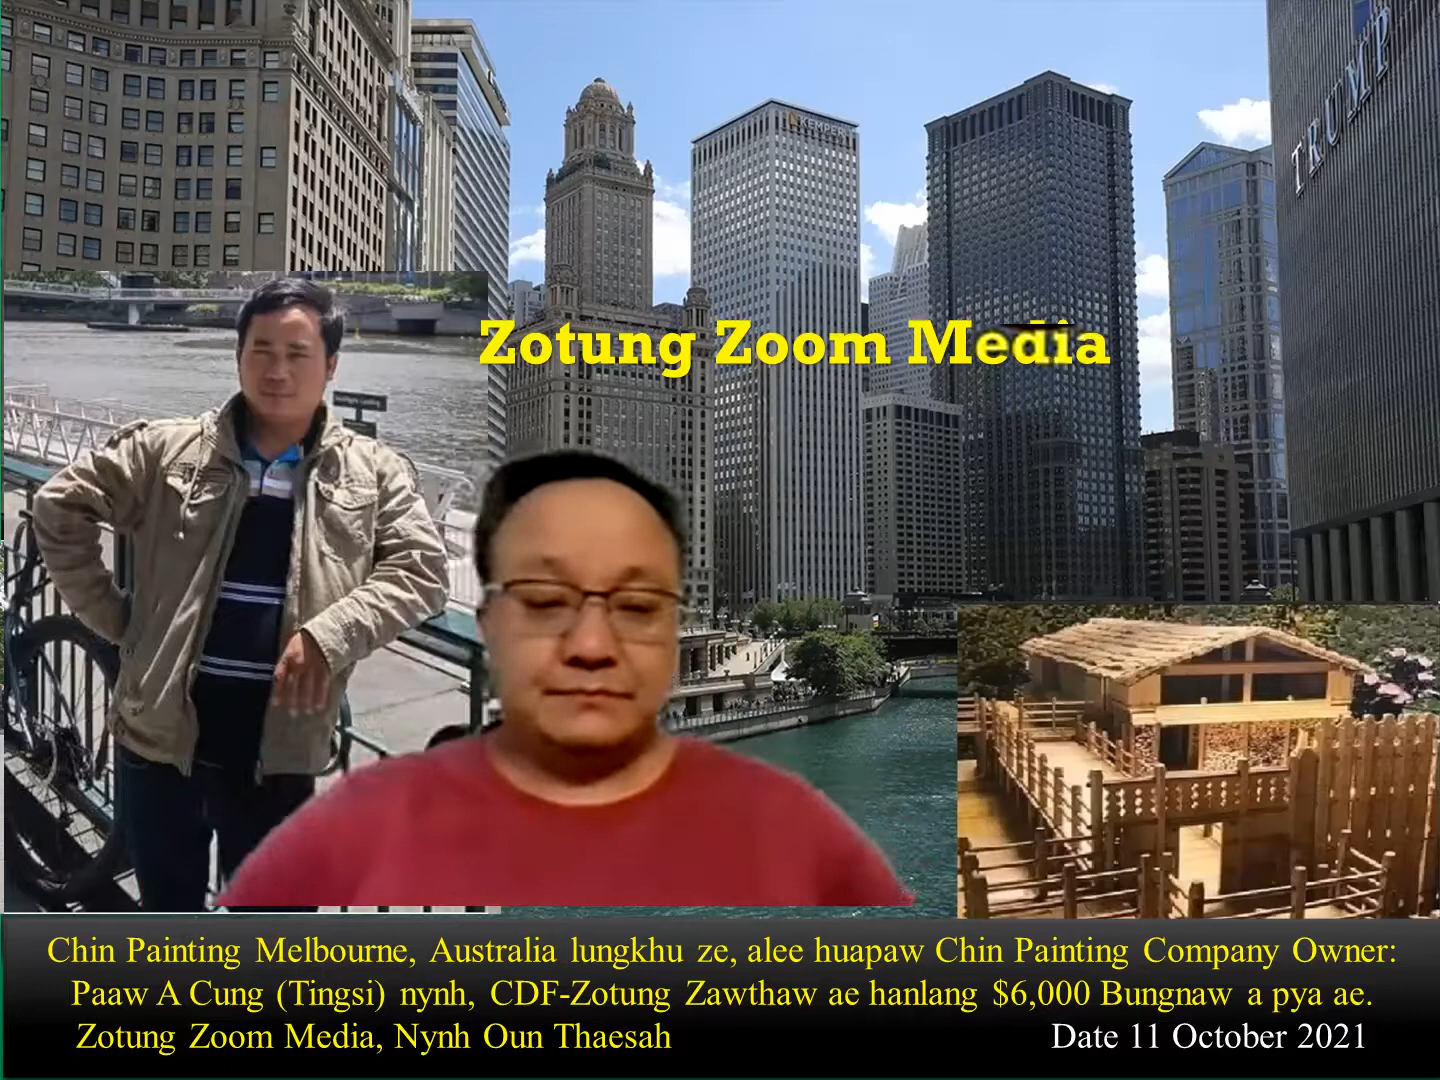 KEMPER
TRUMP
Zotung Zoom Media
Chin Painting Melbourne, Australia lungkhu ze, alee huapaw Chin Painting Company Owner:
Paaw A Cung (Tingsi) nynh, CDF-Zotung Zawthaw ae hanlang $6,000 Bungnaw a pya ae.
Zotung Zoom Media, Nynh Oun Thaesah Date 11 October 2021